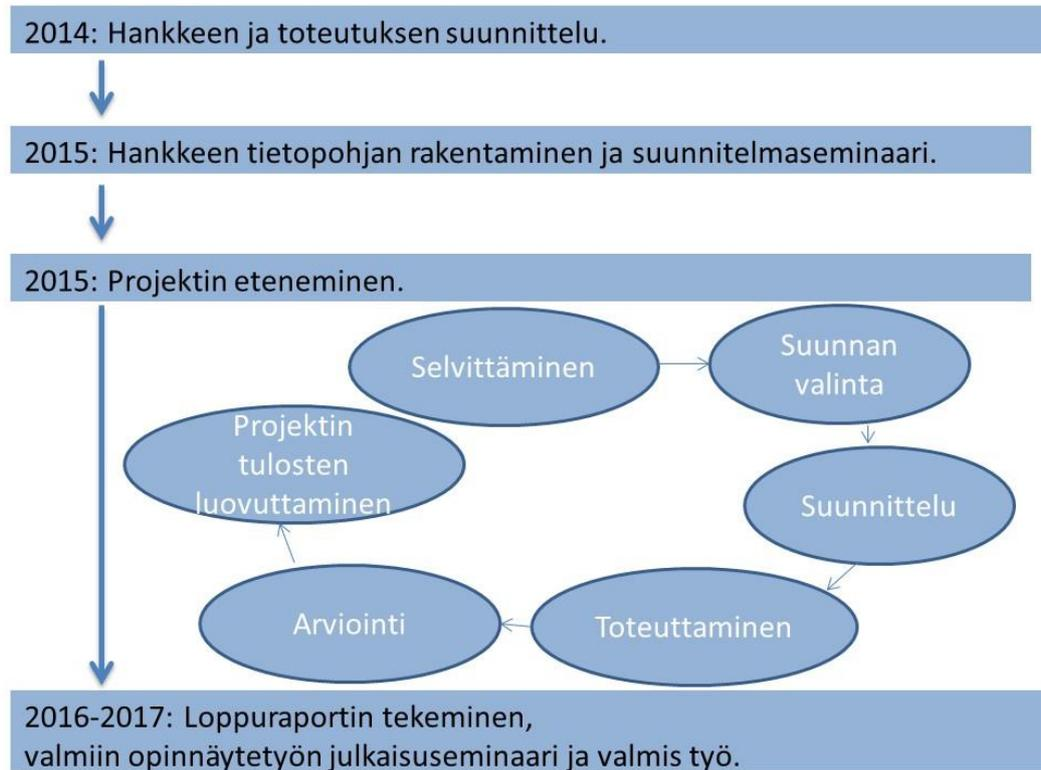 2014: Hankkeen ja toteutuksen suunnittelu.
2015: Hankkeen tietopohjan rakentaminen ja suunnitelmaseminaari.
2015: Projektin eteneminen.
Selvittäminen
Suunnan
valinta
Suunnittelu
Toteuttaminen
Arviointi
Projektin
tulosten
luovuttaminen
2016-2017: Loppuraportin tekeminen,
valmiin opinnäytetyön julkaisuseminaari ja valmis työ.